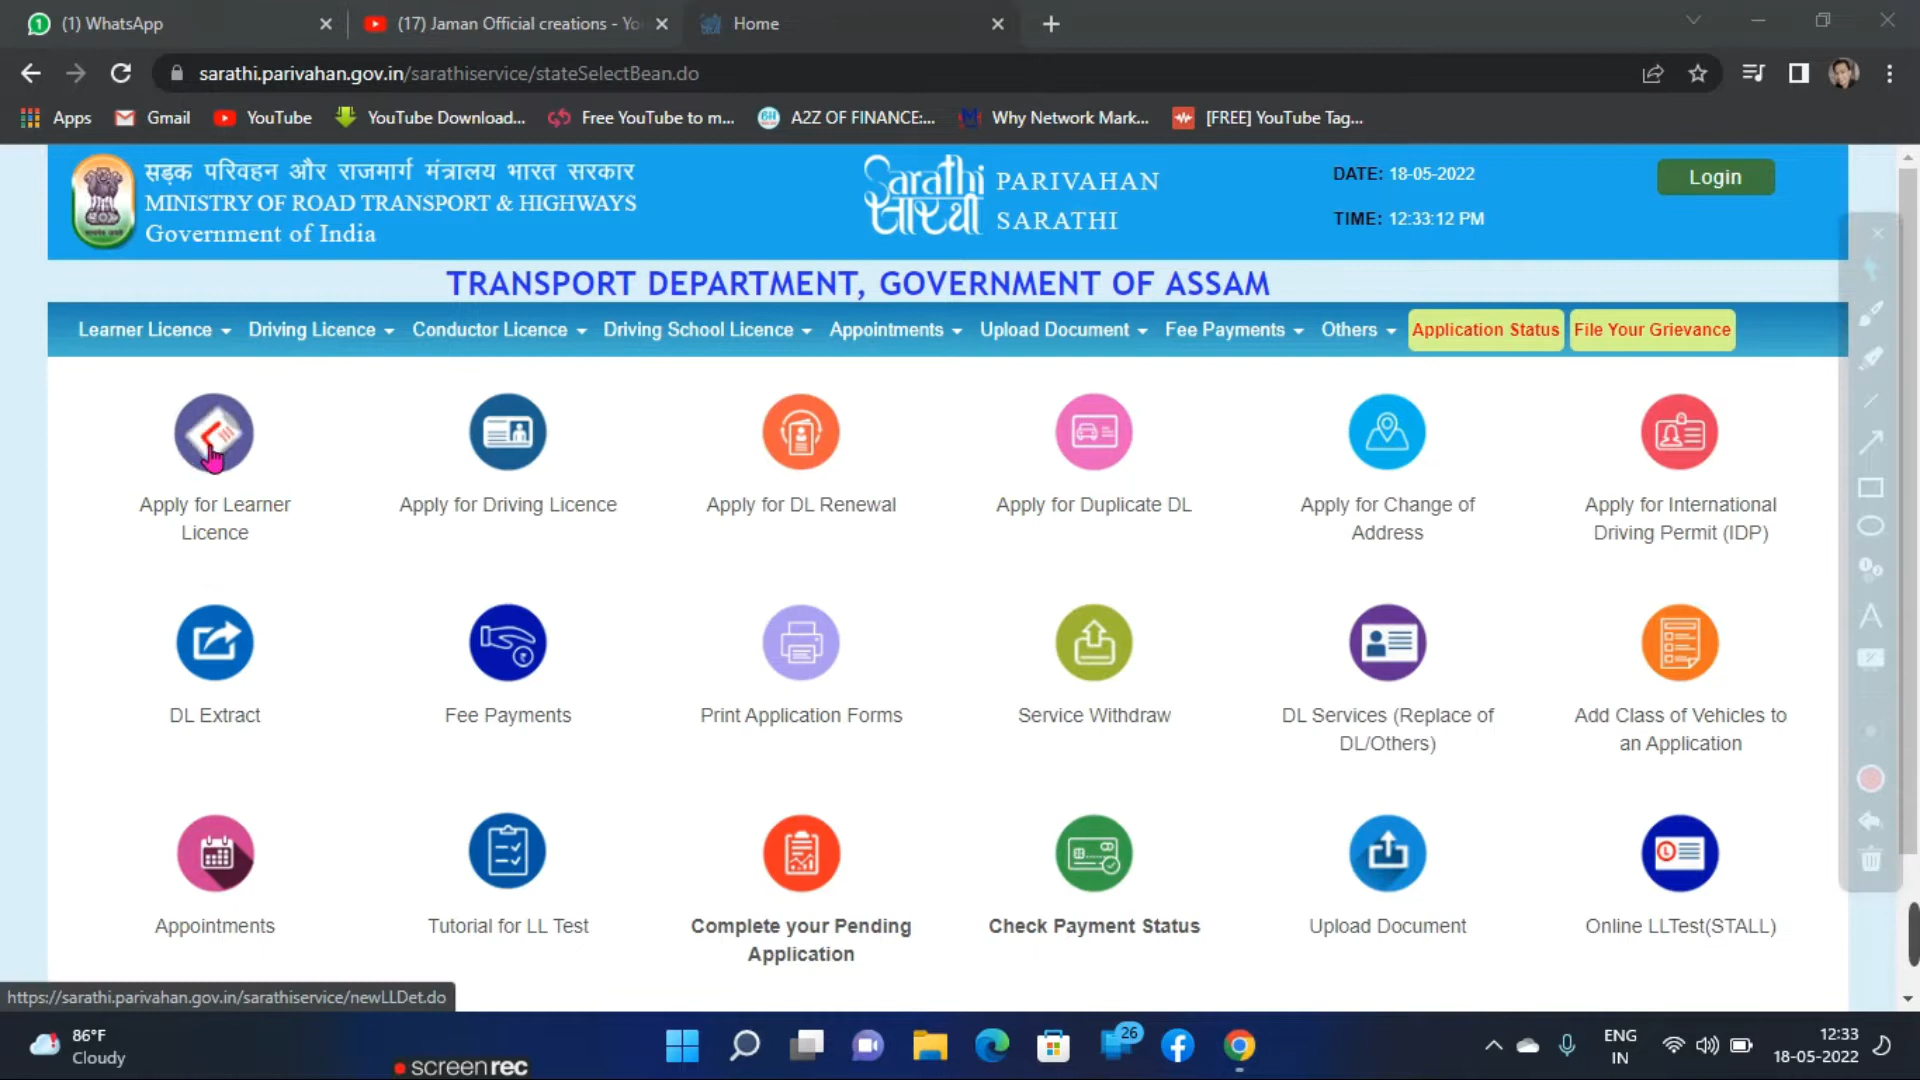 (1) WhatsApp
(17) Jaman Official creations - Yo
Home
sarathi.parivahan.gov.in/sarathiservice/stateSelectBean.do
Apps
Gmail
YouTube
YouTube Download...
Free YouTube to m...
A2Z OF FINANCE:...
Why Network Mark...
[FREE] YouTube Tag...
सड़क परिवहन और राजमार्ग मंत्रालय भारत सरकार
MINISTRY OF ROAD TRANSPORT & HIGHWAYS
Government of India
Sarathi
सारथी
PARIVAHAN
SARATHI
DATE: 18-05-2022
TIME: 12:33:12 PM
Login
TRANSPORT DEPARTMENT, GOVERNMENT OF ASSAM
Learner Licence
Driving Licence
Conductor Licence
Driving School Licence
Appointments
Upload Document
Fee Payments
Others
Application Status
File Your Grievance
Apply for Learner
Licence
Apply for Driving Licence
Apply for DL Renewal
Apply for Duplicate DL
Apply for Change of
Address
Apply for International
Driving Permit (IDP)
DL Extract
Fee Payments
Print Application Forms
Service Withdraw
DL Services (Replace of
DL/Others)
Add Class of Vehicles to
an Application
Appointments
Tutorial for LL Test
Complete your Pending
Application
Check Payment Status
Upload Document
Online LLTest(STALL)
https://sarathi.parivahan.gov.in/sarathiservice/newLLDet.do
86°F
Cloudy
screenrec
26
ENG
IN
12:33
18-05-2022